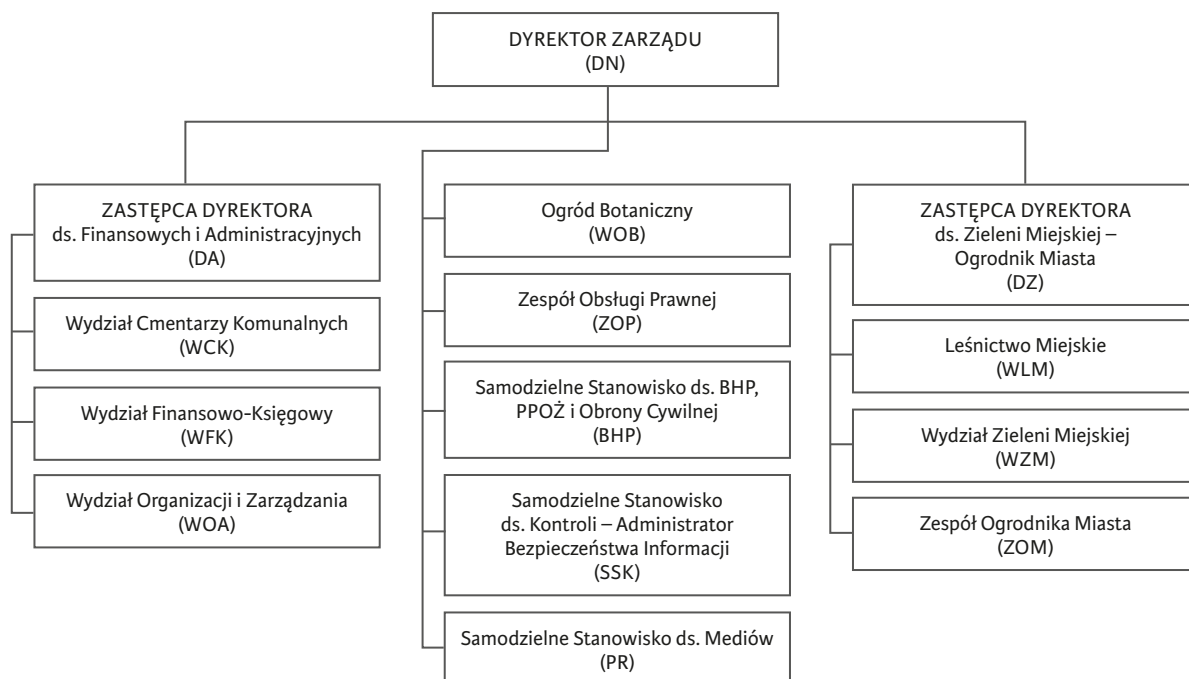 DYREKTOR ZARZĄDU
(DN)
ZASTĘPCA DYREKTORA
ds. Finansowych i Administracyjnych
(DA)
Wydział Cmentarzy Komunalnych
(WCK)
Wydział Finansowo-Księgowy
(WFK)
Wydział Organizacji i Zarządzania
(WOA)
Ogród Botaniczny
(WOB)
Zespół Obsługi Prawnej
(ZOP)
Samodzielne Stanowisko ds. BHP,
PPOŻ i Obrony Cywilnej
(BHP)
Samodzielne Stanowisko
ds. Kontroli – Administrator
Bezpieczeństwa Informacji
(SSK)
Samodzielne Stanowisko ds. Mediów
(PR)
ZASTĘPCA DYREKTORA
ds. Zieleni Miejskiej –
Ogrodnik Miasta
(DZ)
Leśnictwo Miejskie
(WLM)
Wydział Zieleni Miejskiej
(WZM)
Zespół Ogrodnika Miasta
(ZOM)